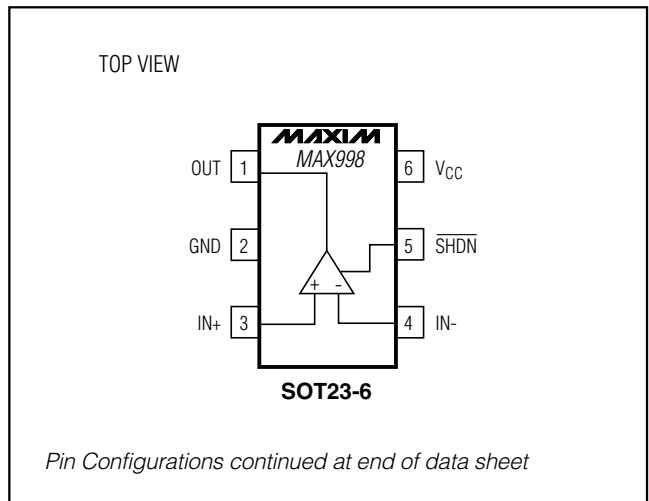 TOP VIEW
MAXIM
MAX998
OUT 1 6 VCC
GND 2 5 SHDN
+ -
IN+ 3 4 IN-
SOT23-6
Pin Configurations continued at end of data sheet